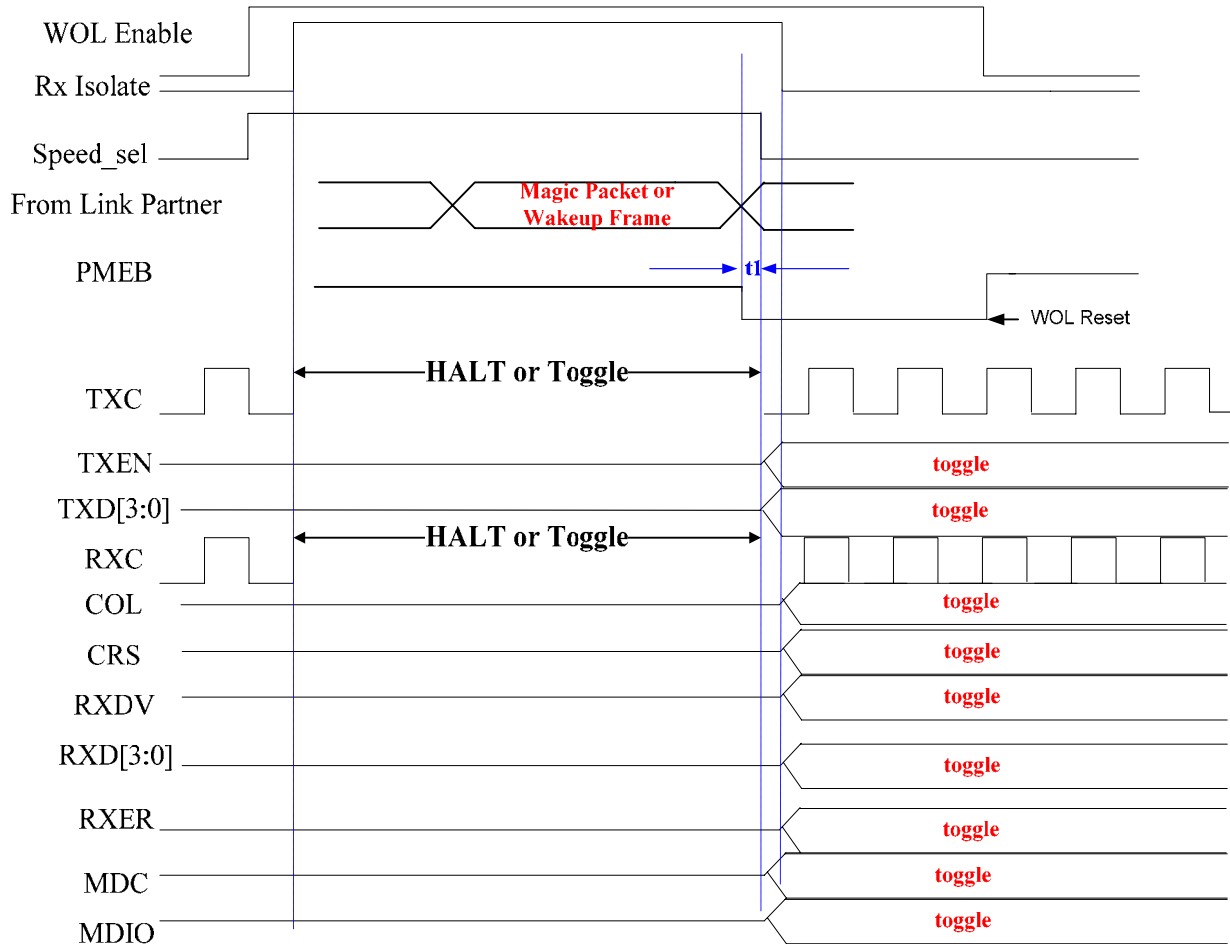 WOL Enable
Rx Isolate
Speed_sel
From Link Partner
Magic Packet or
Wakeup Frame
PMEB
t1
WOL Reset
HALT or Toggle
TXC
TXEN
toggle
TXD[3:0]
toggle
HALT or Toggle
RXC
COL
toggle
CRS
toggle
RXDV
toggle
RXD[3:0]
toggle
RXER
toggle
MDC
toggle
MDIO
toggle